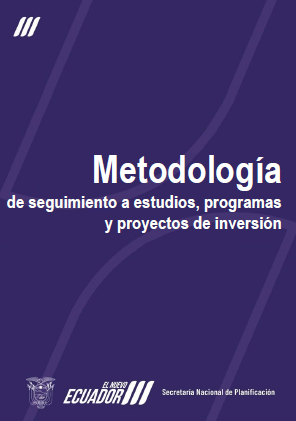 Metodología
de seguimiento a estudios, programas
y proyectos de inversión
EL NUEVO
ECUADOR
Secretaría Nacional de Planificación